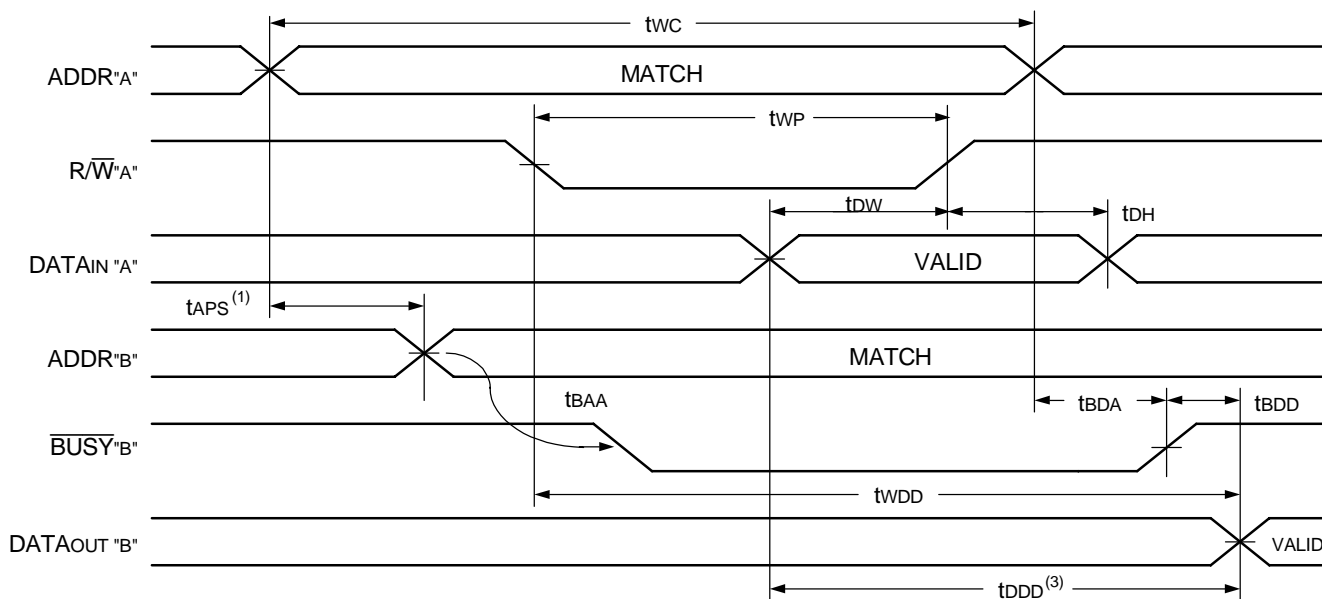 tWC
ADDR"A"
MATCH
tWP
R/W̅"A"
tDW
tDH
DATAIN "A"
VALID
tAPS(1)
ADDR"B"
MATCH
tBAA
tBDA
tBDD
B̅U̅S̅Y̅"B"
tWDD
DATAOUT "B"
VALID
tDDD(3)